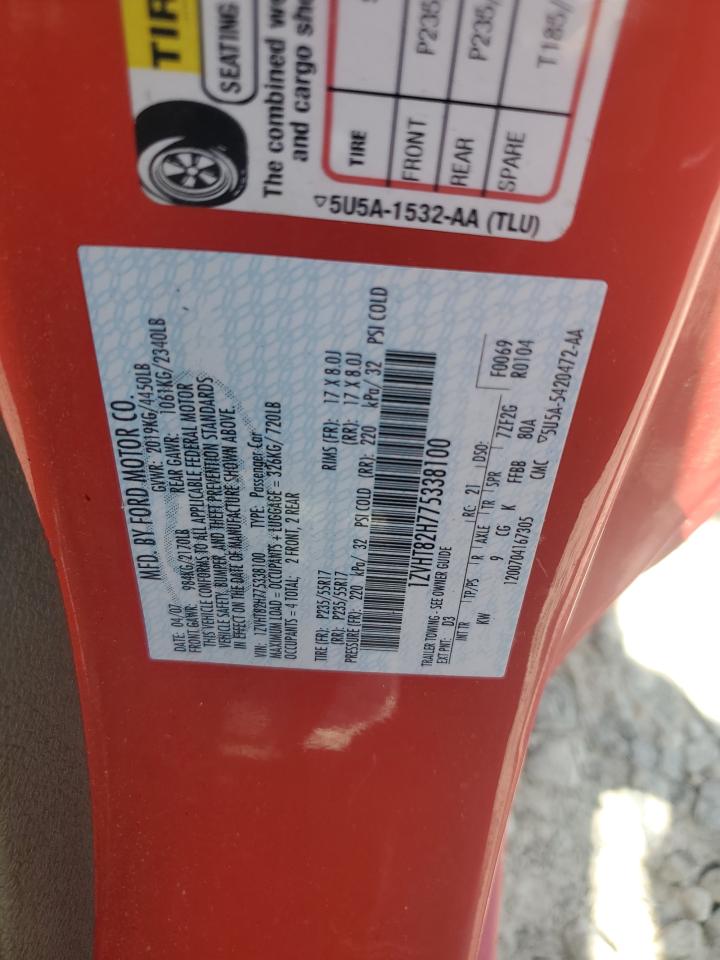 TIR
SEATING
The combined we
and cargo she
TIRE
FRONT P235/
REAR P235/
SPARE T185/
▽5U5A-1532-AA (TLU)
MFD. BY FORD MOTOR CO.
DATE: 04/07 GVWR: 2019KG/4450LB
FRONT GAWR: 984KG/2170LB REAR GAWR: 1061KG/2340LB
THIS VEHICLE CONFORMS TO ALL APPLICABLE FEDERAL MOTOR
VEHICLE SAFETY, BUMPER, AND THEFT PREVENTION STANDARDS
IN EFFECT ON THE DATE OF MANUFACTURE SHOWN ABOVE.
VIN: 1ZVHT82H775338100 TYPE: Passenger Car
MAXIMUM LOAD = OCCUPANTS + LUGGAGE = 326KG/720LB
OCCUPANTS = 4 TOTAL; 2 FRONT, 2 REAR
TIRE (FR): P235/55R17 RIMS (FR): 17 X 8.0J
(RR): P235/55R17 (RR): 17 X 8.0J
PRESSURE (FR): 220 kPa/ 32 PSI COLD (RR): 220 kPa/ 32 PSI COLD
1ZVHT82H775338100
TRAILER TOWING - SEE OWNER GUIDE
EXT PNT: D3 RC: 21 DSO: F0069
R0104
INT TR TP/PS R AXLE TR SPR 7ZF2G
KW 9 CG K FFBB 80A
1200704167305 CMC ▽5U5A-5420472-AA